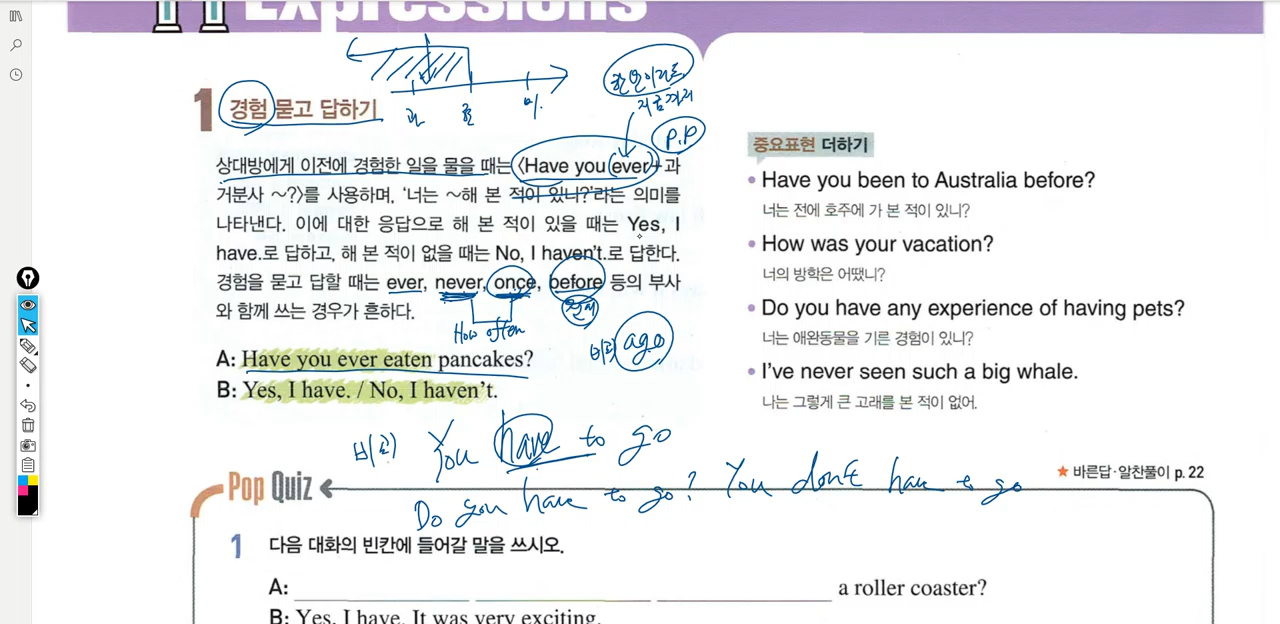 Expressions
과 현 미.
한번이라도
지금까지
P.P
1 경험 묻고 답하기
상대방에게 이전에 경험한 일을 물을 때는 〈Have you ever + 과
거분사 ~?〉를 사용하며, ‘너는 ~해 본 적이 있니?’라는 의미를
나타낸다. 이에 대한 응답으로 해 본 적이 있을 때는 Yes, I
have.로 답하고, 해 본 적이 없을 때는 No, I haven't.로 답한다.
경험을 묻고 답할 때는 ever, never, once, before 등의 부사
와 함께 쓰는 경우가 흔하다.
How often
비교 ago
A: Have you ever eaten pancakes?
B: Yes, I have. / No, I haven't.
비교 You have to go
Do you have to go? You don't have to go
중요표현 더하기
• Have you been to Australia before?
너는 전에 호주에 가 본 적이 있니?
• How was your vacation?
너의 방학은 어땠니?
• Do you have any experience of having pets?
너는 애완동물을 기른 경험이 있니?
• I've never seen such a big whale.
나는 그렇게 큰 고래를 본 적이 없어.
Pop Quiz
★ 바른답·알찬풀이 p. 22
1 다음 대화의 빈칸에 들어갈 말을 쓰시오.
A: ____ ____ ____ a roller coaster?
B: Yes, I have. It was very exciting.